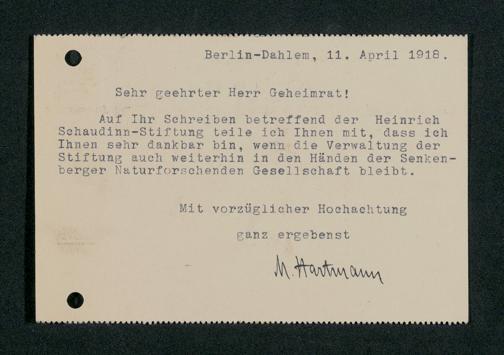 Berlin-Dahlem, 11. April 1918.
Sehr geehrter Herr Geheimrat!
Auf Ihr Schreiben betreffend der Heinrich
Schaudinn-Stiftung teile ich Ihnen mit, dass ich
Ihnen sehr dankbar bin, wenn die Verwaltung der
Stiftung auch weiterhin in den Händen der Senken-
berger Naturforschenden Gesellschaft bleibt.
Mit vorzüglicher Hochachtung
ganz ergebenst
M. Hartmann